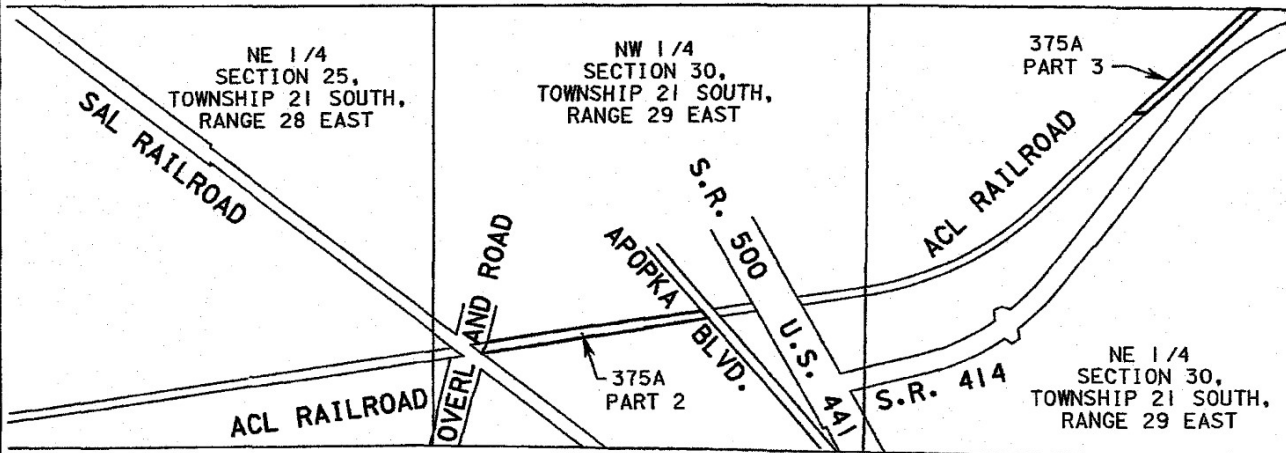 NE 1/4
SECTION 25,
TOWNSHIP 21 SOUTH,
RANGE 28 EAST
NW 1/4
SECTION 30,
TOWNSHIP 21 SOUTH,
RANGE 29 EAST
375A
PART 3
SAL RAILROAD
ACL RAILROAD
S.R. 500
U.S. 441
APOPKA BLVD.
OVERLAND ROAD
375A
PART 2
ACL RAILROAD
S.R. 414
NE 1/4
SECTION 30,
TOWNSHIP 21 SOUTH,
RANGE 29 EAST